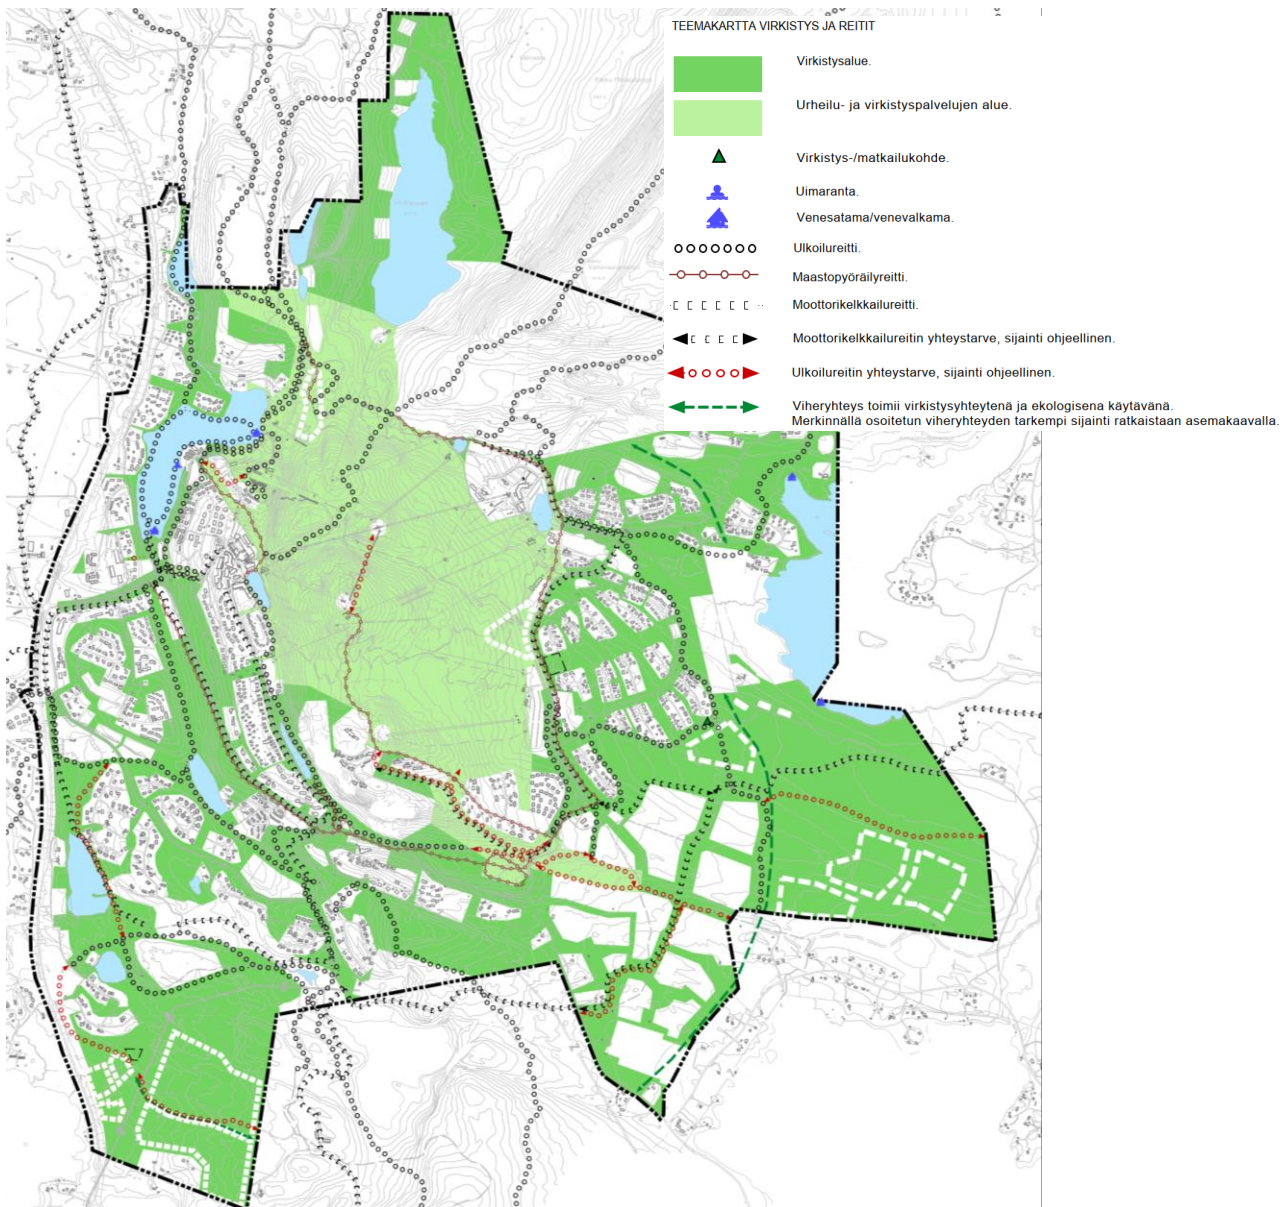 TEEMAKARTTA VIRKISTYS JA REITIT
Virkistysalue.
Urheilu- ja virkistyspalvelujen alue.
Virkistys-/matkailukohde.
Uimaranta.
Venesatama/venevalkama.
Ulkoilureitti.
Maastopyöräilyreitti.
Moottorikelkkailureitti.
Moottorikelkkailureitin yhteystarve, sijainti ohjeellinen.
Ulkoilureitin yhteystarve, sijainti ohjeellinen.
Viheryhteys toimii virkistysyhteytenä ja ekologisena käytävänä.
Merkinnällä osoitetun viheryhteyden tarkempi sijainti ratkaistaan asemakaavalla.